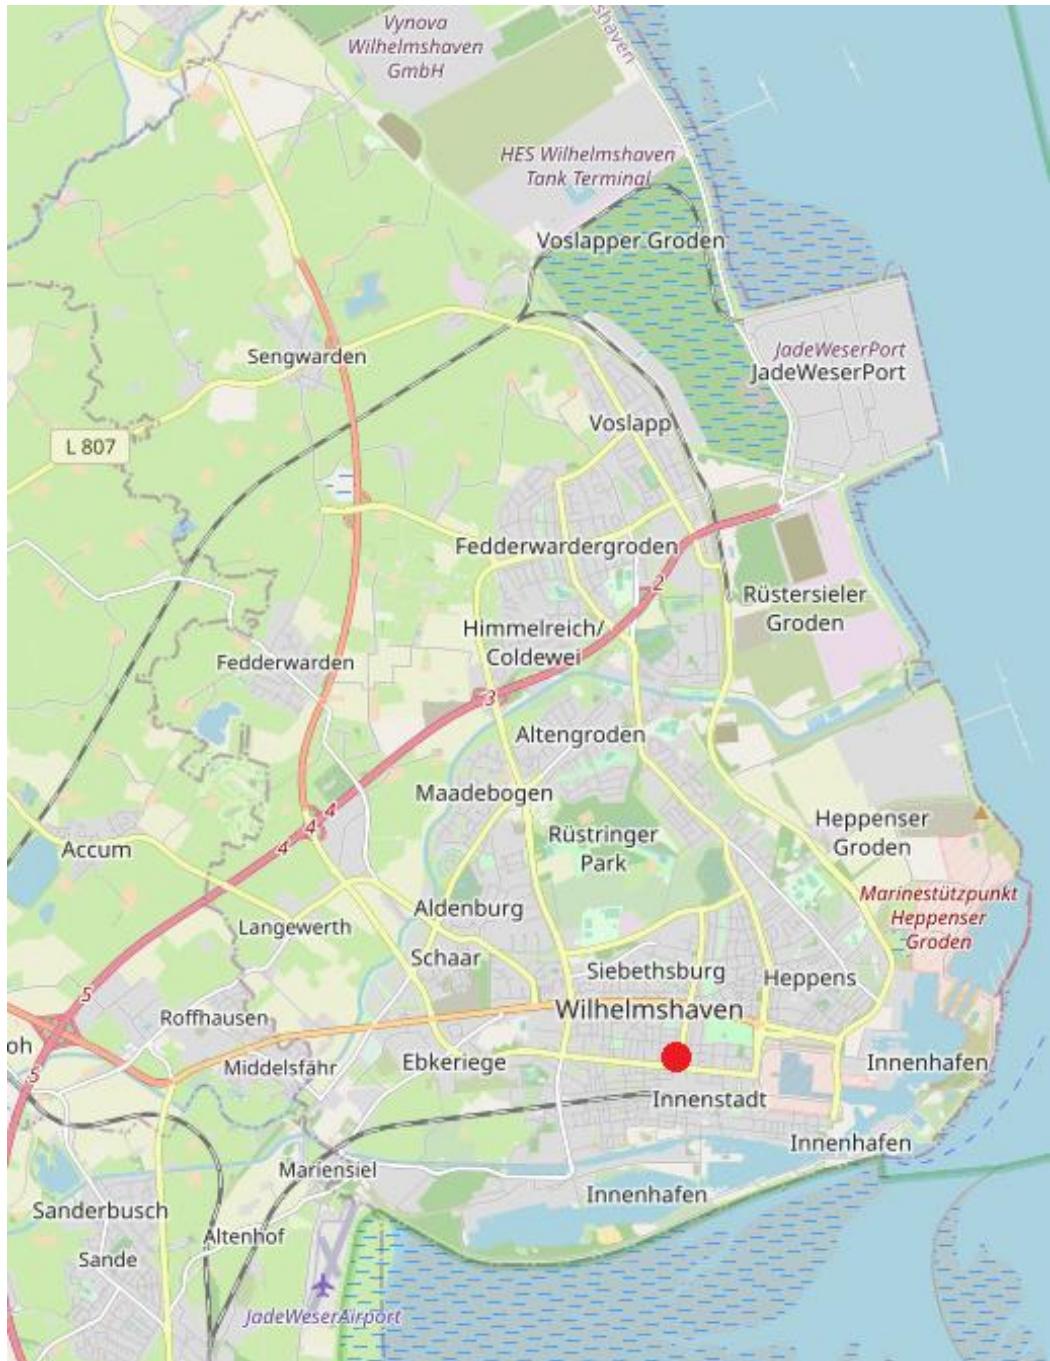 Vynova
Wilhelmshaven
GmbH
shaven
HES Wilhelmshaven
Tank Terminal
Voslapper Groden
Sengwarden
JadeWeserPort
JadeWeserPort
Voslapp
L 807
Fedderwardergroden
2
Rüstersieler
Groden
Himmelreich/
Coldewei
Fedderwarden
3
Altengroden
Maadebogen
4
4
4
Heppenser
Groden
Rüstringer
Park
Accum
Marinestützpunkt
Heppenser
Groden
Aldenburg
Langewerth
Schaar
Siebethsburg
Heppens
5
Wilhelmshaven
Roffhausen
oh
Middelsfähr
Ebkeriege
Innenhafen
5
Innenstadt
Innenhafen
Mariensiel
Innenhafen
Sanderbusch
Altenhof
Sande
JadeWeserAirport